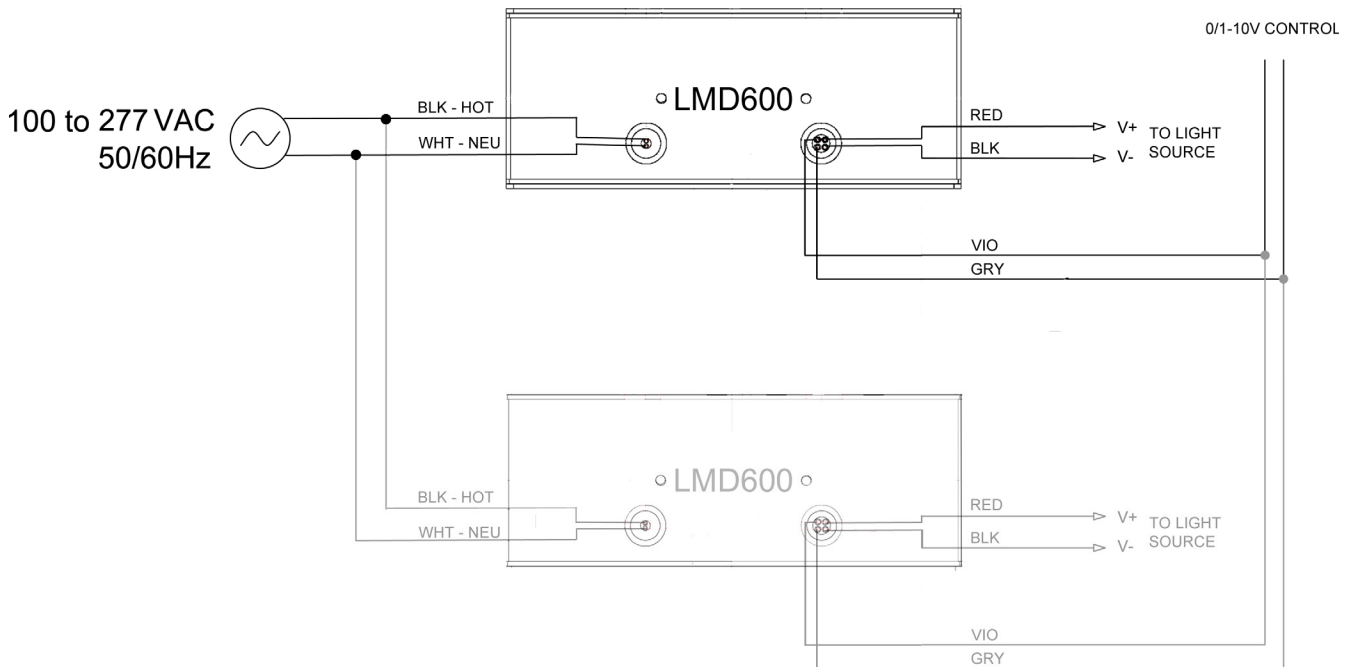 0/1-10V CONTROL
LMD600
100 to 277 VAC
50/60Hz
BLK - HOT
WHT - NEU
RED
BLK
V+
V-
TO LIGHT
SOURCE
VIO
GRY
LMD600
BLK - HOT
WHT - NEU
RED
BLK
V+
V-
TO LIGHT
SOURCE
VIO
GRY